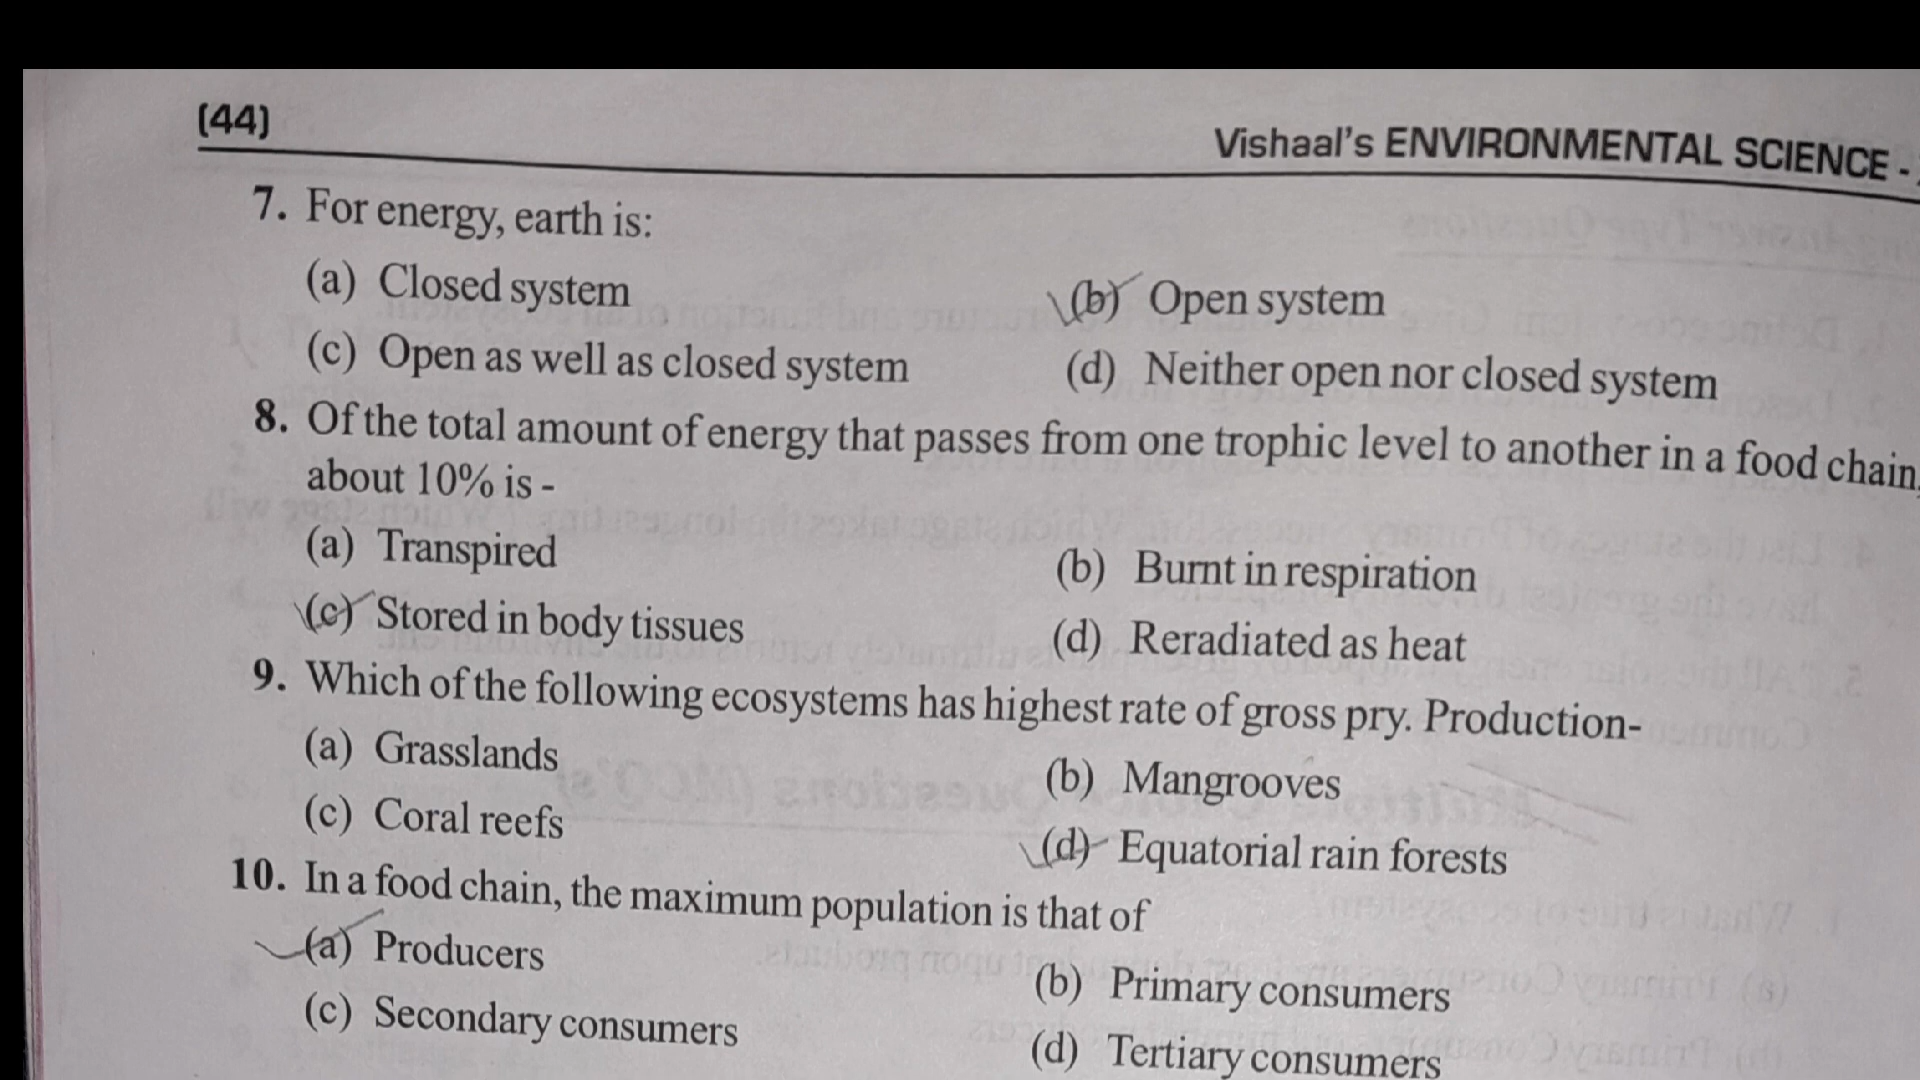 (44)
Vishaal's ENVIRONMENTAL SCIENCE -
7. For energy, earth is:
(a) Closed system
(b) Open system
(c) Open as well as closed system
(d) Neither open nor closed system
8. Of the total amount of energy that passes from one trophic level to another in a food chain,
about 10% is -
(a) Transpired
(b) Burnt in respiration
(c) Stored in body tissues
(d) Reradiated as heat
9. Which of the following ecosystems has highest rate of gross pry. Production-
(a) Grasslands
(b) Mangrooves
(c) Coral reefs
(d) Equatorial rain forests
10. In a food chain, the maximum population is that of
(a) Producers
(b) Primary consumers
(c) Secondary consumers
(d) Tertiary consumers